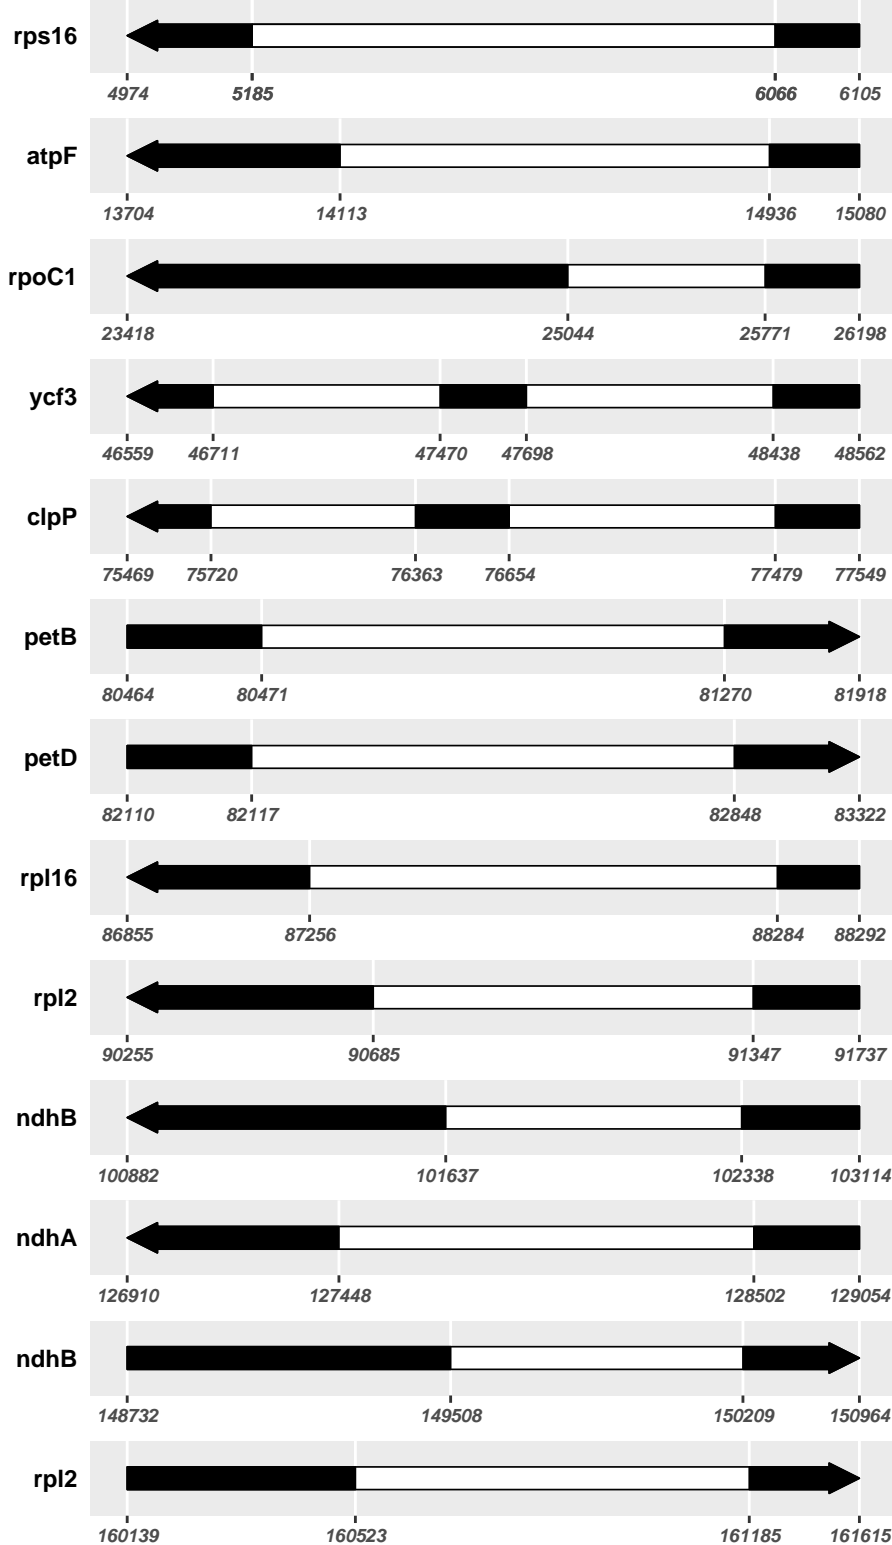 rps16
4974 5185 6066 6105
atpF
13704 14113 14936 15080
rpoC1
23418 25044 25771 26198
ycf3
46559 46711 47470 47698 48438 48562
clpP
75469 75720 76363 76654 77479 77549
petB
80464 80471 81270 81918
petD
82110 82117 82848 83322
rpl16
86855 87256 88284 88292
rpl2
90255 90685 91347 91737
ndhB
100882 101637 102338 103114
ndhA
126910 127448 128502 129054
ndhB
148732 149508 150209 150964
rpl2
160139 160523 161185 161615